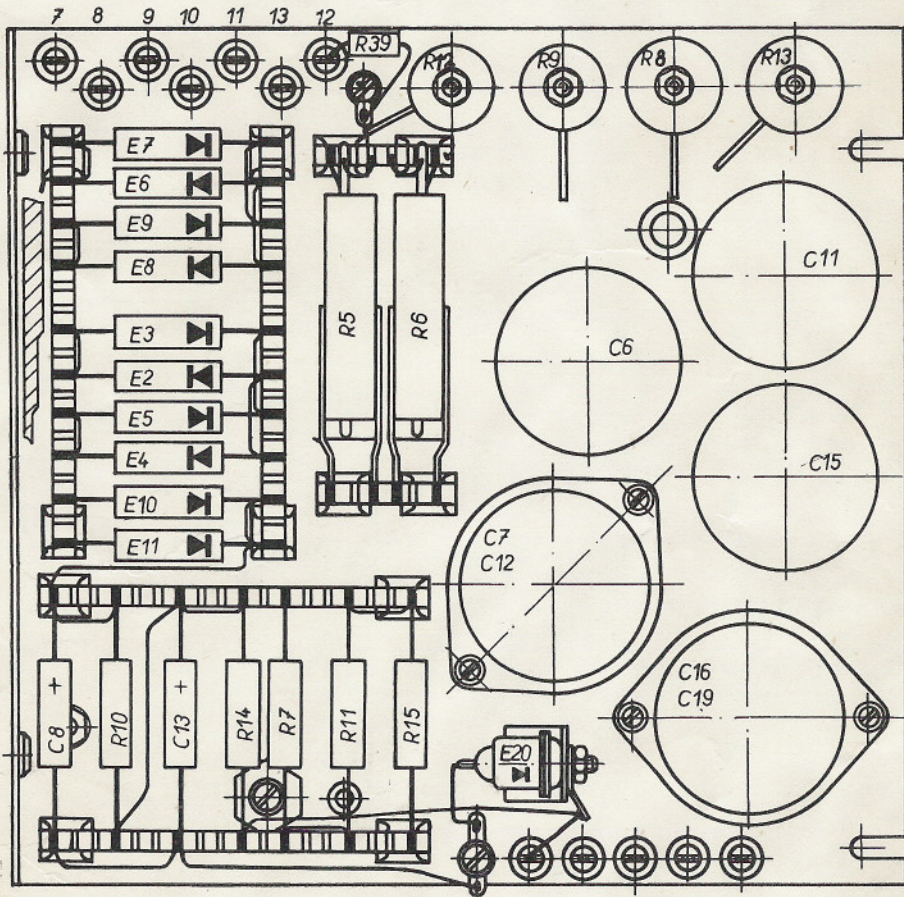 7 8 9 10 11 13 12
R39
R12 R9 R8 R13
E7
E6
E9
E8
E3
E2
E5
E4
E10
E11
R5 R6
C11
C6
C15
C7
C12
C16
C19
+ +
C8 R10 C13 R14 R7 R11 R15
E20